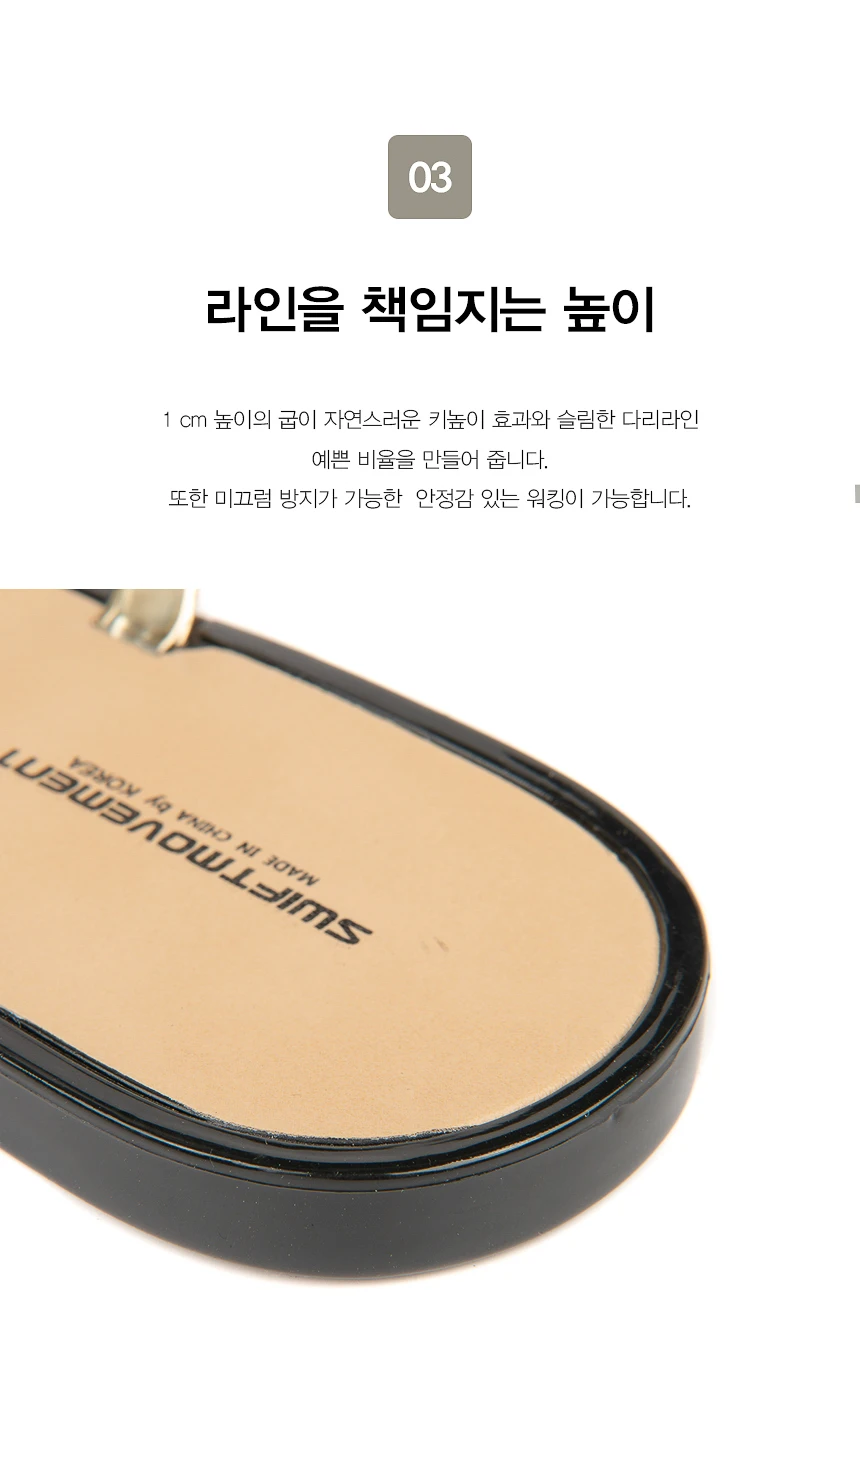 03
라인을 책임지는 높이
1 cm 높이의 굽이 자연스러운 키높이 효과와 슬림한 다리라인
예쁜 비율을 만들어 줍니다.
또한 미끄럼 방지가 가능한 안정감 있는 워킹이 가능합니다.
SWIFTMOVEMENT
MADE IN CHINA by KOREA